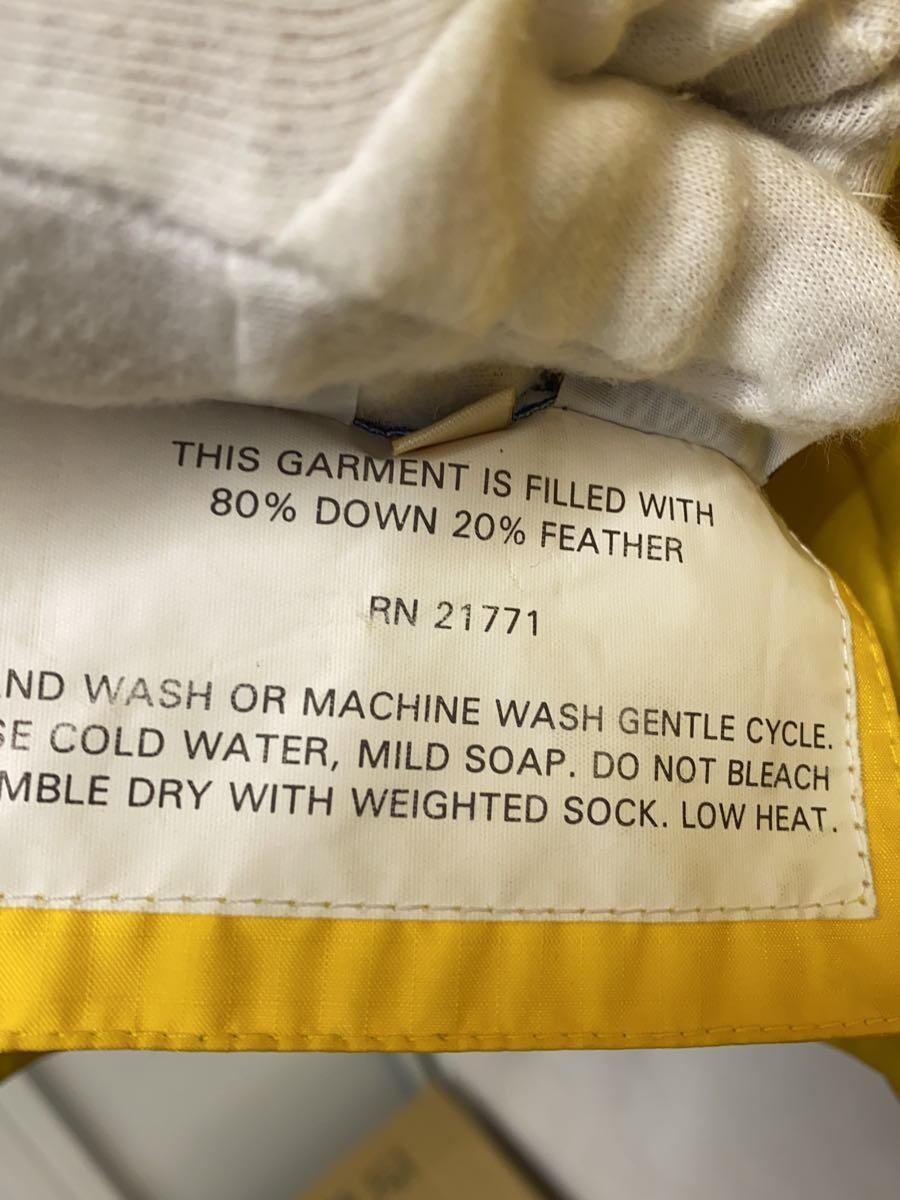 THIS GARMENT IS FILLED WITH
80% DOWN 20% FEATHER
RN 21771
ND WASH OR MACHINE WASH GENTLE CYCLE.
SE COLD WATER, MILD SOAP. DO NOT BLEACH
MBLE DRY WITH WEIGHTED SOCK. LOW HEAT.